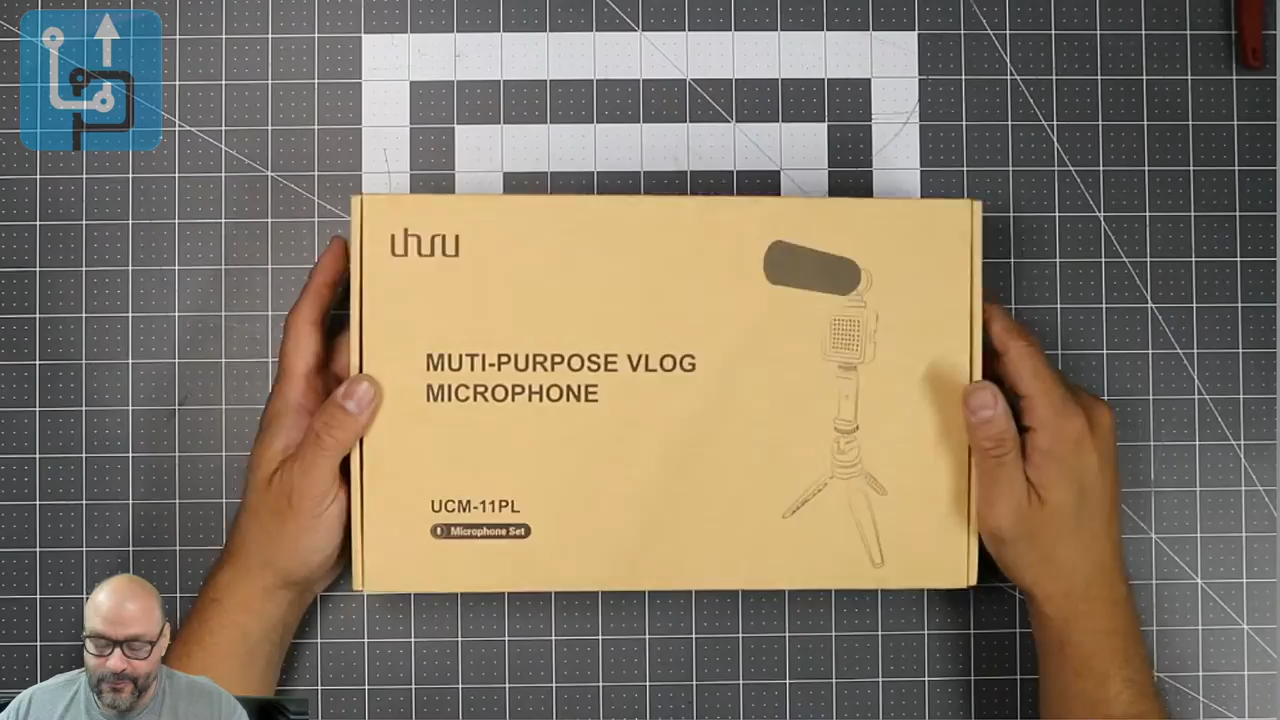 uhuru
MUTI-PURPOSE VLOG
MICROPHONE
UCM-11PL
Microphone Set